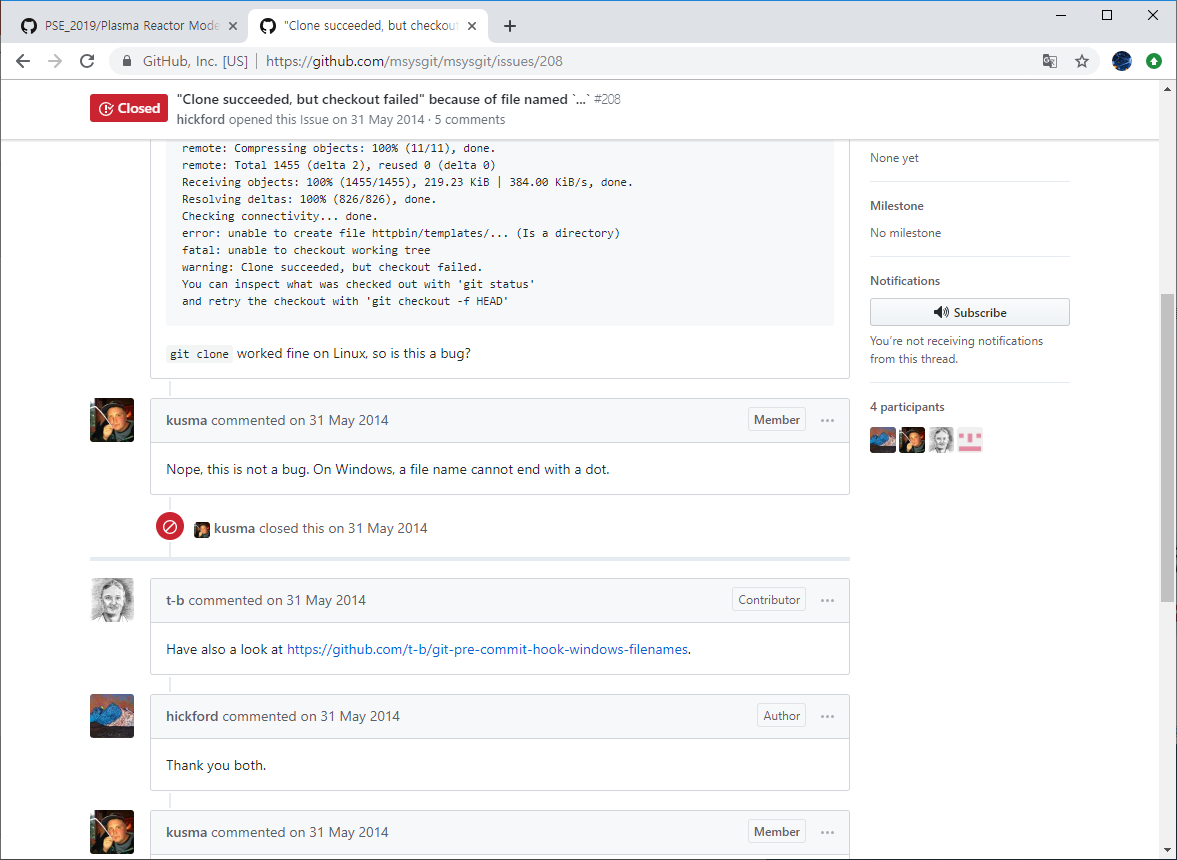 PSE_2019/Plasma Reactor Mode
"Clone succeeded, but checkout
GitHub, Inc. [US] | https://github.com/msysgit/msysgit/issues/208
Closed
"Clone succeeded, but checkout failed" because of file named `...` #208
hickford opened this Issue on 31 May 2014 · 5 comments
remote: Compressing objects: 100% (11/11), done.
remote: Total 1455 (delta 2), reused 0 (delta 0)
Receiving objects: 100% (1455/1455), 219.23 KiB | 384.00 KiB/s, done.
Resolving deltas: 100% (826/826), done.
Checking connectivity... done.
error: unable to create file httpbin/templates/... (Is a directory)
fatal: unable to checkout working tree
warning: Clone succeeded, but checkout failed.
You can inspect what was checked out with 'git status'
and retry the checkout with 'git checkout -f HEAD'
git clone worked fine on Linux, so is this a bug?
kusma commented on 31 May 2014
Member
Nope, this is not a bug. On Windows, a file name cannot end with a dot.
kusma closed this on 31 May 2014
t-b commented on 31 May 2014
Contributor
Have also a look at https://github.com/t-b/git-pre-commit-hook-windows-filenames.
hickford commented on 31 May 2014
Author
Thank you both.
kusma commented on 31 May 2014
Member
None yet
Milestone
No milestone
Notifications
Subscribe
You're not receiving notifications
from this thread.
4 participants